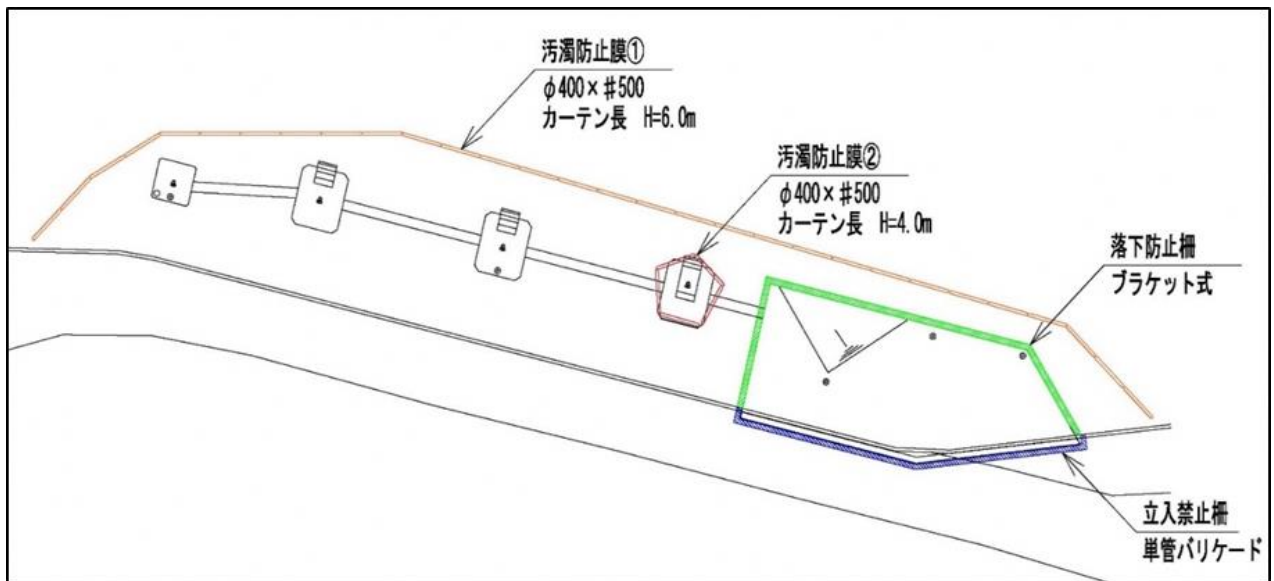 汚濁防止膜①
φ400×#500
カーテン長 H=6.0m
汚濁防止膜②
φ400×#500
カーテン長 H=4.0m
落下防止柵
ブラケット式
立入禁止柵
単管バリケード